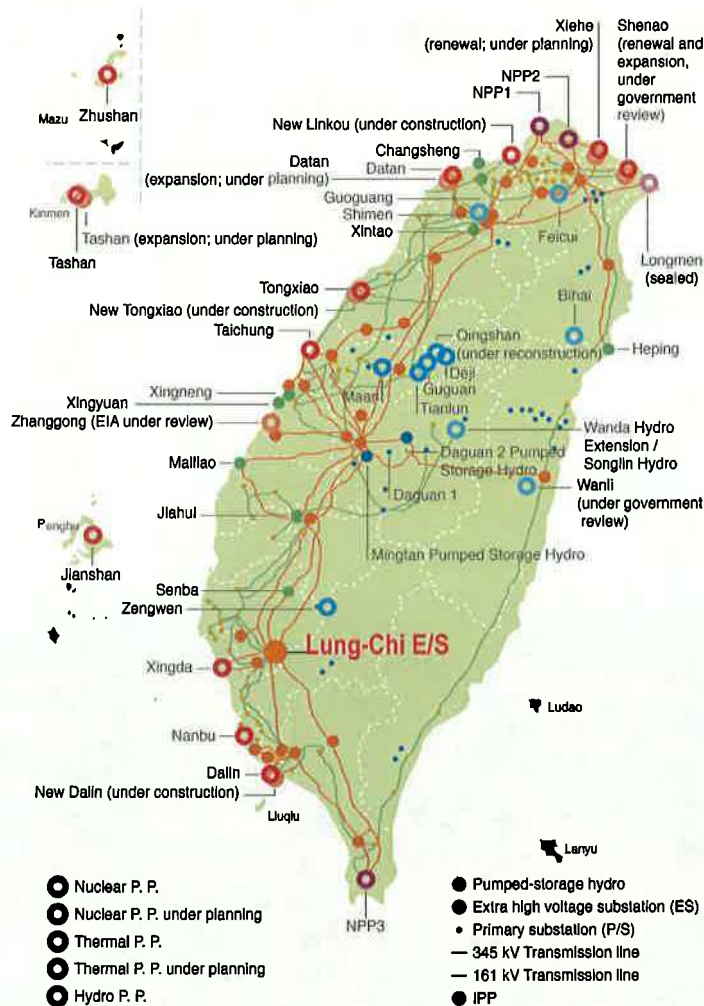 Xiehe
(renewal; under planning)
Shenao
(renewal and
expansion,
under
government
review)
NPP2
NPP1
New Linkou (under construction)
Changsheng
Datan
(expansion; under planning)
Datan
Guoguang
Shimen
Xintao
Feicui
Longmen
(sealed)
Mazu
Zhushan
Kinmen
Tashan (expansion; under planning)
Tashan
Tongxiao
New Tongxiao (under construction)
Taichung
Bihai
Heping
Qingshan
(under reconstruction)
Deji
Guguan
Tianlun
Maan
Xingneng
Xingyuan
Zhanggong (EIA under review)
Wanda Hydro
Extension /
Songlin Hydro
Daguan 2 Pumped
Storage Hydro
Mailiao
Daguan 1
Wanli
(under government
review)
Jiahui
Mingtan Pumped Storage Hydro
Penghu
Jianshan
Senba
Zengwen
Lung-Chi E/S
Xingda
Ludao
Nanbu
Dalin
New Dalin (under construction)
Liuqiu
Lanyu
NPP3
Nuclear P. P.
Nuclear P. P. under planning
Thermal P. P.
Thermal P. P. under planning
Hydro P. P.
Pumped-storage hydro
Extra high voltage substation (ES)
Primary substation (P/S)
345 kV Transmission line
161 kV Transmission line
IPP